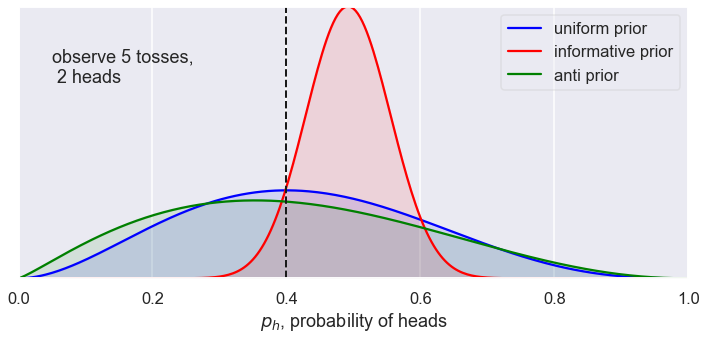 observe 5 tosses,
2 heads
uniform prior
informative prior
anti prior
0.0 0.2 0.4 0.6 0.8 1.0
pₕ, probability of heads